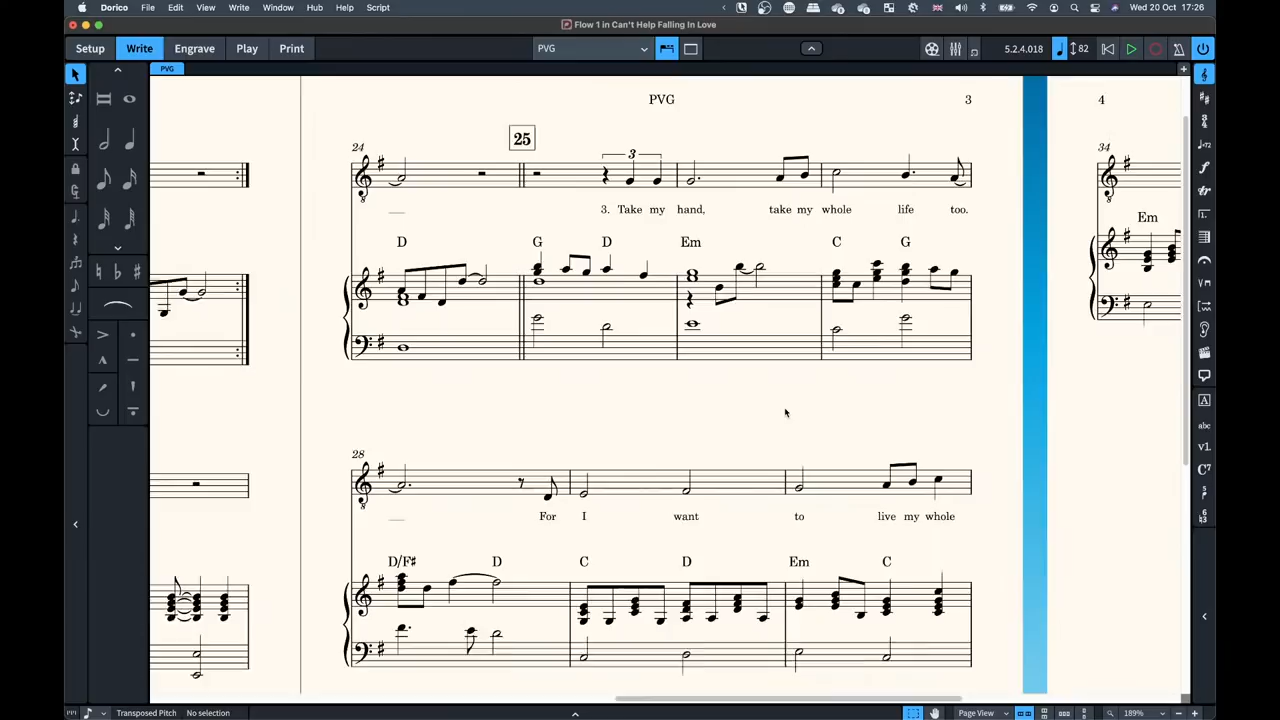 Dorico File Edit View Write Window Hub Help Script Wed 20 Oct 17:26
Flow 1 in Can't Help Falling In Love
Setup Write Engrave Play Print PVG 5.2.4.018 82
PVG
PVG 3 4
24 25 34
3
3. Take my hand, take my whole life too.
D G D Em C G Em
28
For I want to live my whole
D/F# D C D Em C
Transposed Pitch No selection Page View 189%